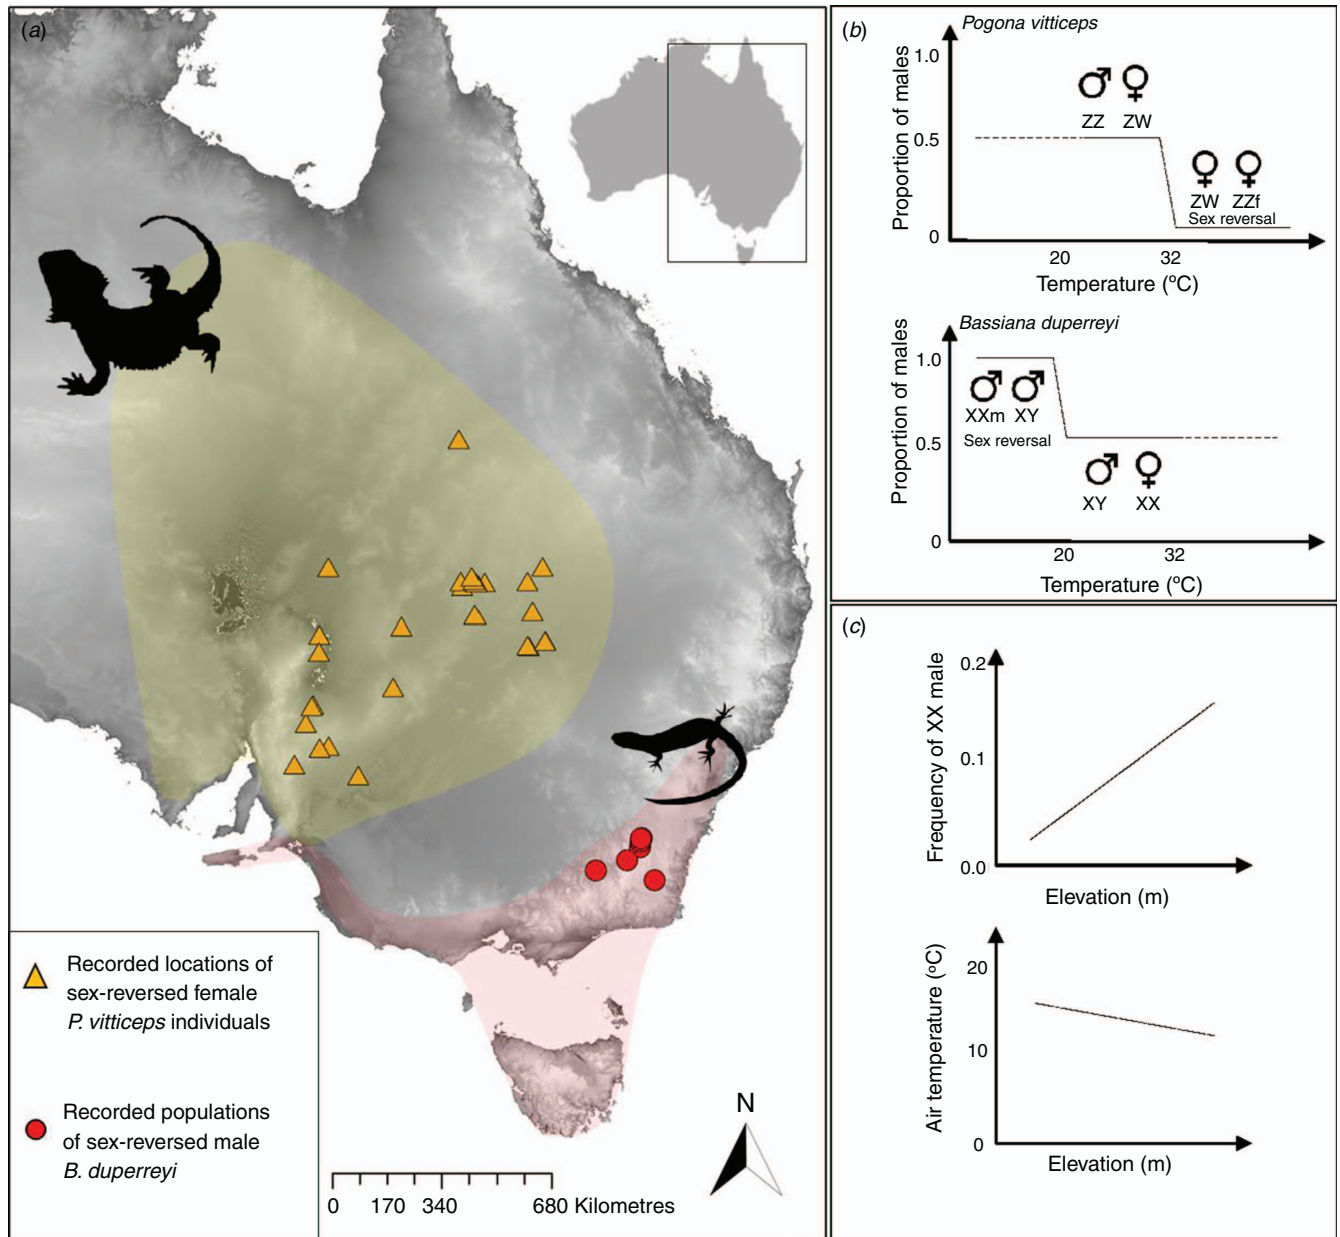 (a)
Recorded locations of
sex-reversed female
P. vitticeps individuals
Recorded populations
of sex-reversed male
B. duperreyi
N
0 170 340 680 Kilometres
(b)
Pogona vitticeps
Proportion of males
1.0
0.5
0
♂ ♀
ZZ ZW
♀ ♀
ZW ZZf
Sex reversal
20 32
Temperature (ºC)
Bassiana duperreyi
Proportion of males
1.0
0.5
0
♂ ♂
XXm XY
Sex reversal
♂ ♀
XY XX
20 32
Temperature (ºC)
(c)
Frequency of XX male
0.2
0.1
0.0
Elevation (m)
Air temperature (ºC)
20
10
0
Elevation (m)